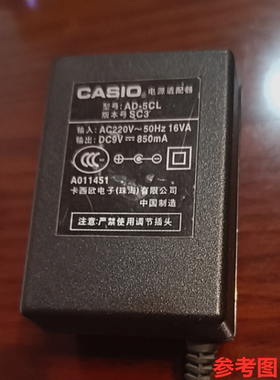 CASIO® 电源适配器
型号: AD-5CL
版本号 SC3
输入: AC220V～50Hz 16VA
输出: DC9V⎓850mA
A011451
卡西欧电子(珠海)有限公司
中国制造
注意:严禁使用调节插头
参考图